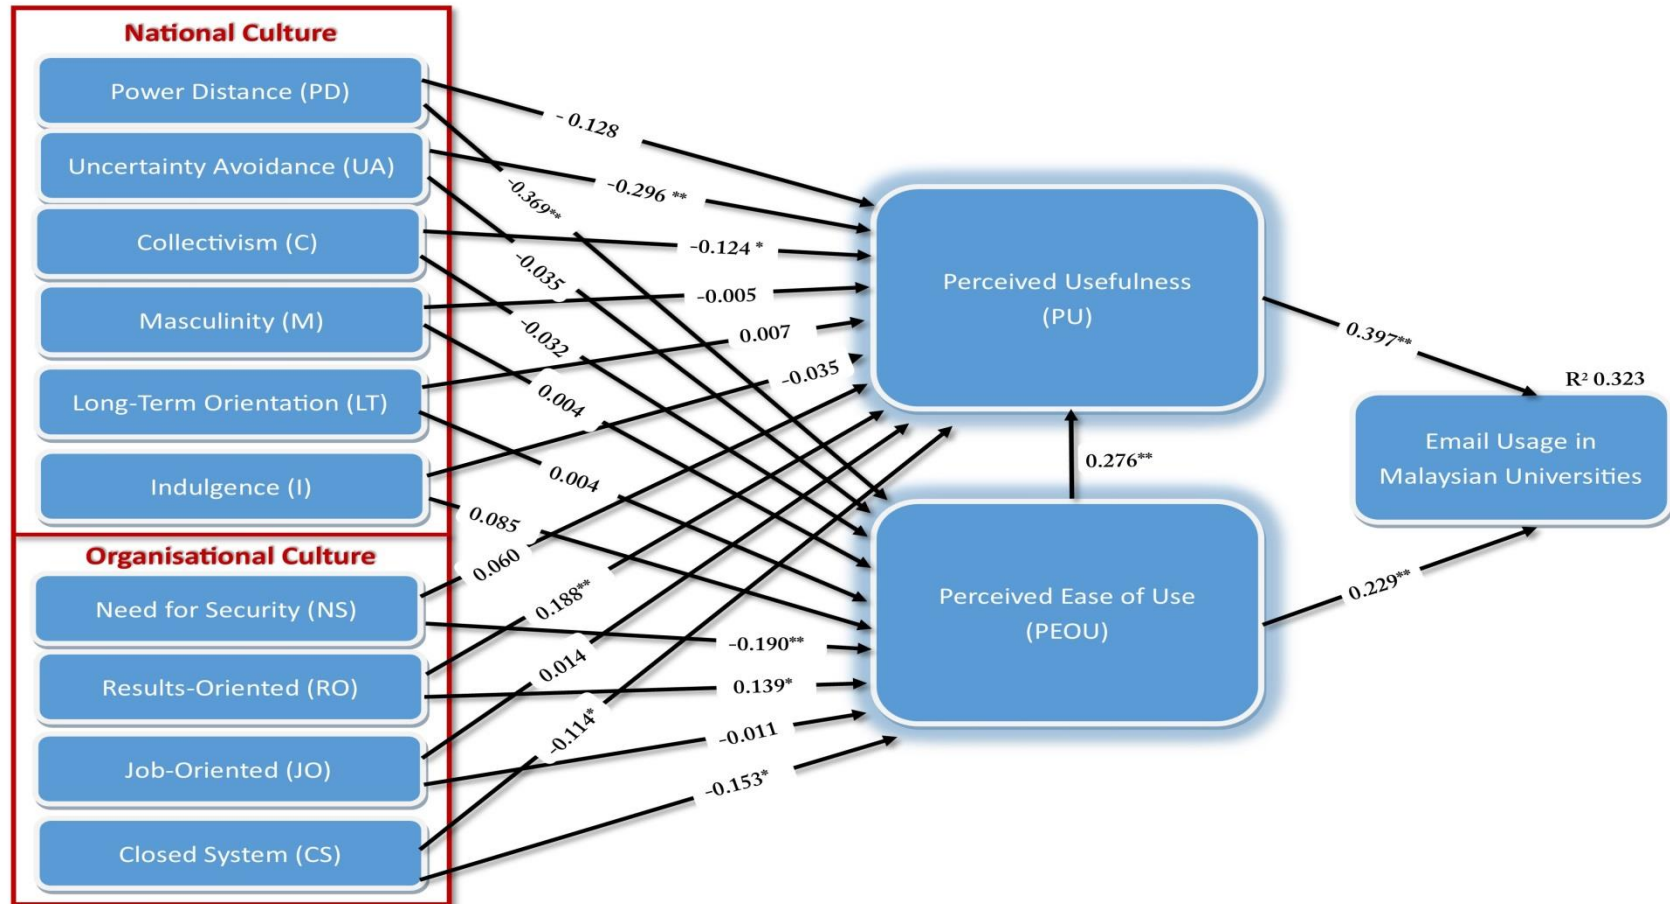 National Culture
Power Distance (PD)
Uncertainty Avoidance (UA)
Collectivism (C)
Masculinity (M)
Long-Term Orientation (LT)
Indulgence (I)
Organisational Culture
Need for Security (NS)
Results-Oriented (RO)
Job-Oriented (JO)
Closed System (CS)
- 0.128
-0.296 **
-0.369**
-0.124 *
-0.035
-0.005
-0.032
0.007
-0.035
0.004
0.004
0.085
0.060
0.188**
-0.190**
0.014
0.139*
-0.114*
-0.011
-0.153*
Perceived Usefulness
(PU)
0.276**
Perceived Ease of Use
(PEOU)
0.397**
0.229**
R² 0.323
Email Usage in
Malaysian Universities